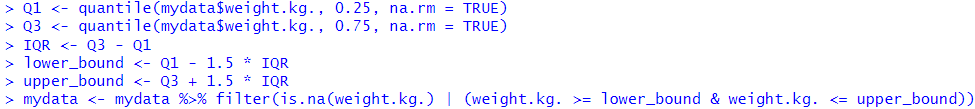 > Q1 <- quantile(mydata$weight.kg., 0.25, na.rm = TRUE)
> Q3 <- quantile(mydata$weight.kg., 0.75, na.rm = TRUE)
> IQR <- Q3 - Q1
> lower_bound <- Q1 - 1.5 * IQR
> upper_bound <- Q3 + 1.5 * IQR
> mydata <- mydata %>% filter(is.na(weight.kg.) | (weight.kg. >= lower_bound & weight.kg. <= upper_bound))